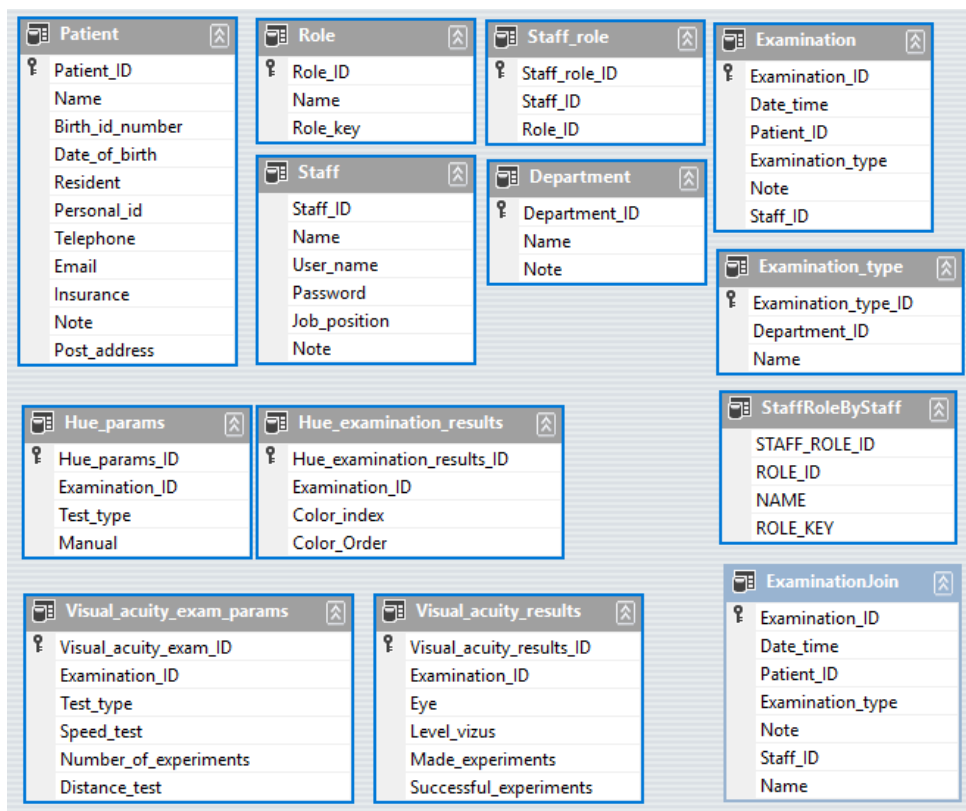 Patient
Patient_ID
Name
Birth_id_number
Date_of_birth
Resident
Personal_id
Telephone
Email
Insurance
Note
Post_address
Role
Role_ID
Name
Role_key
Staff_role
Staff_role_ID
Staff_ID
Role_ID
Examination
Examination_ID
Date_time
Patient_ID
Examination_type
Note
Staff_ID
Staff
Staff_ID
Name
User_name
Password
Job_position
Note
Department
Department_ID
Name
Note
Examination_type
Examination_type_ID
Department_ID
Name
Hue_params
Hue_params_ID
Examination_ID
Test_type
Manual
Hue_examination_results
Hue_examination_results_ID
Examination_ID
Color_index
Color_Order
StaffRoleByStaff
STAFF_ROLE_ID
ROLE_ID
NAME
ROLE_KEY
Visual_acuity_exam_params
Visual_acuity_exam_ID
Examination_ID
Test_type
Speed_test
Number_of_experiments
Distance_test
Visual_acuity_results
Visual_acuity_results_ID
Examination_ID
Eye
Level_vizus
Made_experiments
Successful_experiments
ExaminationJoin
Examination_ID
Date_time
Patient_ID
Examination_type
Note
Staff_ID
Name